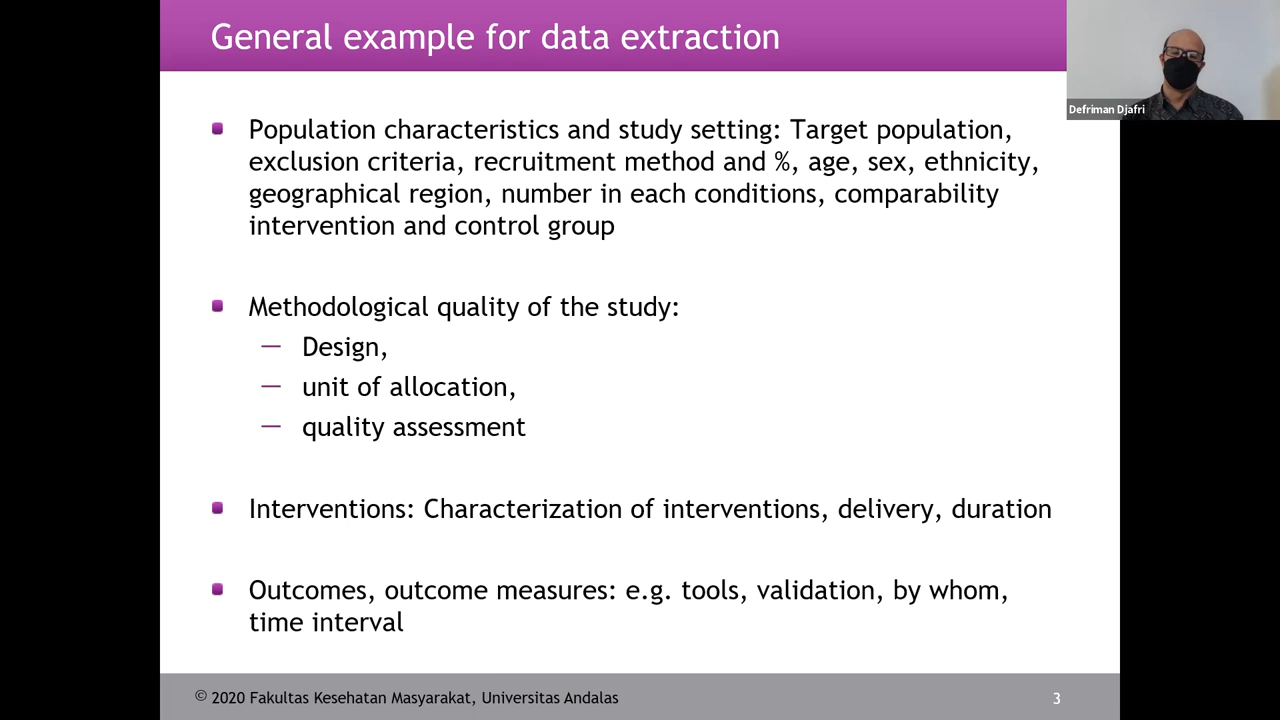 General example for data extraction
Defriman Djafri
Population characteristics and study setting: Target population,
exclusion criteria, recruitment method and %, age, sex, ethnicity,
geographical region, number in each conditions, comparability
intervention and control group
Methodological quality of the study:
— Design,
— unit of allocation,
— quality assessment
Interventions: Characterization of interventions, delivery, duration
Outcomes, outcome measures: e.g. tools, validation, by whom,
time interval
© 2020 Fakultas Kesehatan Masyarakat, Universitas Andalas
3